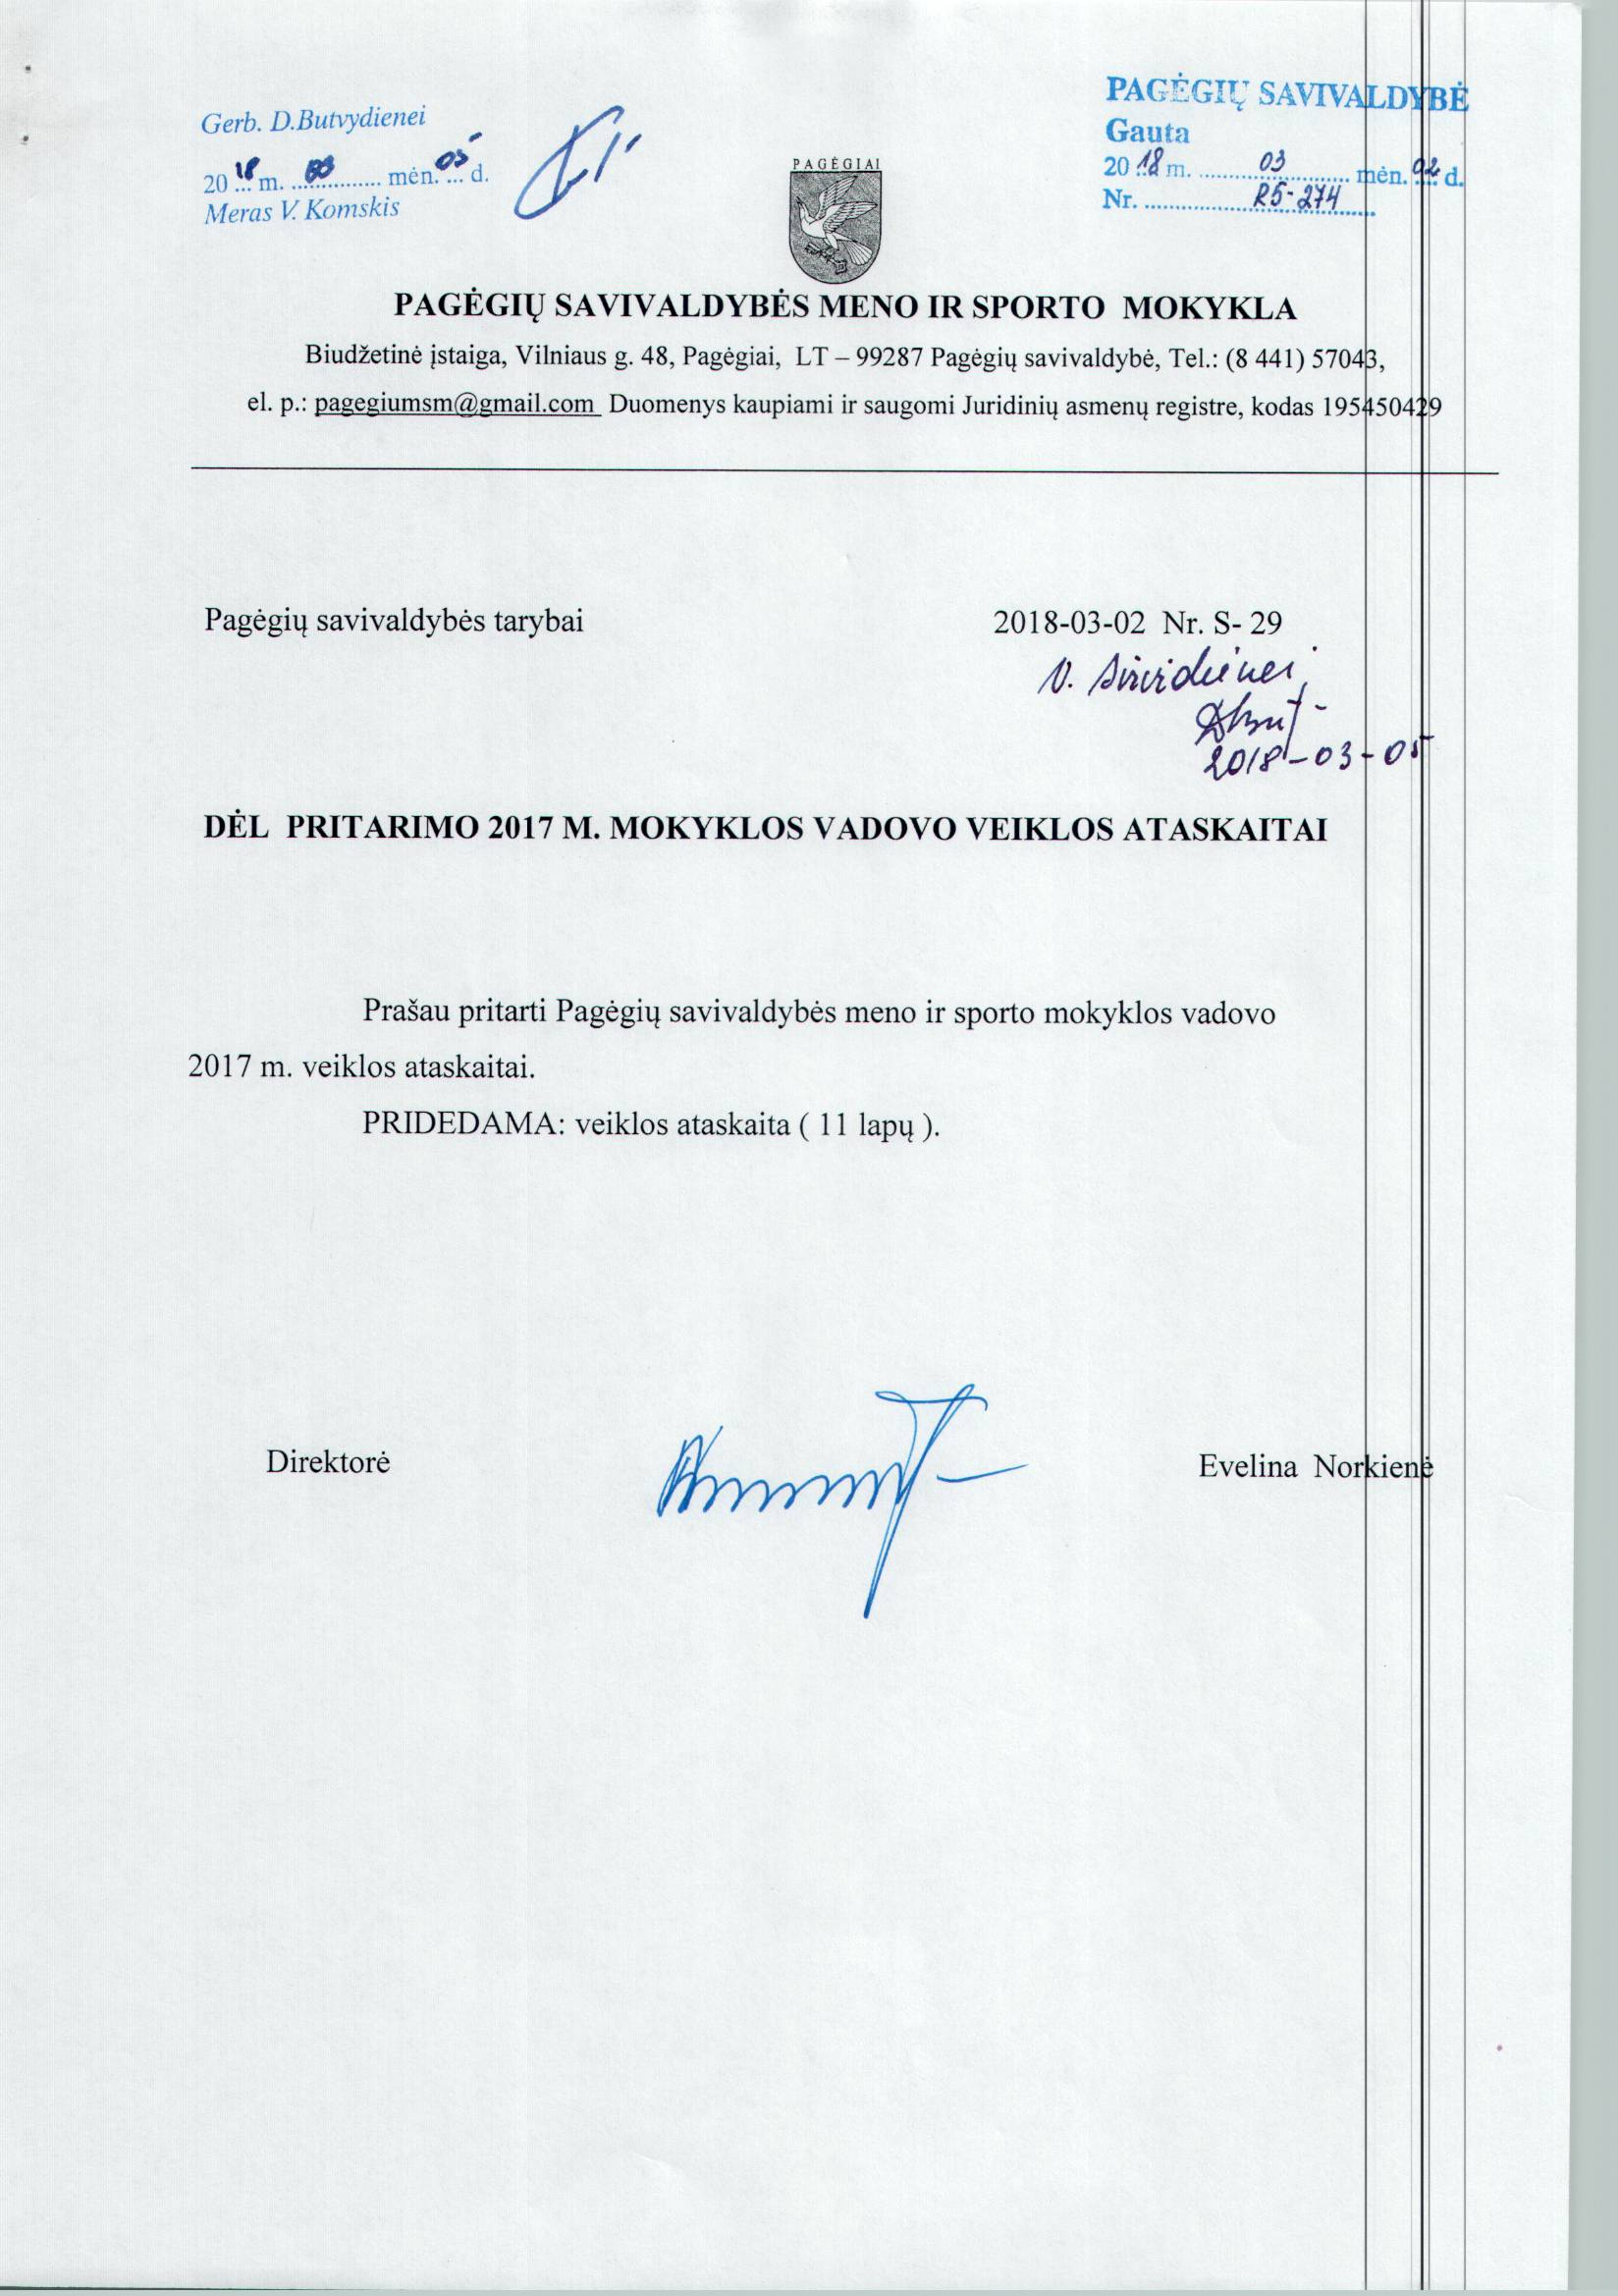 Gerb. D.Butvydienei
2018 m. 03 mėn. 05 d.
Meras V. Komskis
PAGĖGIŲ SAVIVALDYBĖ
Gauta
2018 m. 03 mėn. 02 d.
Nr. R5-274
PAGĖGIAI
PAGĖGIŲ SAVIVALDYBĖS MENO IR SPORTO MOKYKLA
Biudžetinė įstaiga, Vilniaus g. 48, Pagėgiai, LT – 99287 Pagėgių savivaldybė, Tel.: (8 441) 57043,
el. p.: pagegiumsm@gmail.com Duomenys kaupiami ir saugomi Juridinių asmenų registre, kodas 195450429
Pagėgių savivaldybės tarybai
2018-03-02 Nr. S- 29
V.
2018-03-05
DĖL PRITARIMO 2017 M. MOKYKLOS VADOVO VEIKLOS ATASKAITAI
Prašau pritarti Pagėgių savivaldybės meno ir sporto mokyklos vadovo
2017 m. veiklos ataskaitai.
PRIDEDAMA: veiklos ataskaita ( 11 lapų ).
Direktorė
Evelina Norkienė